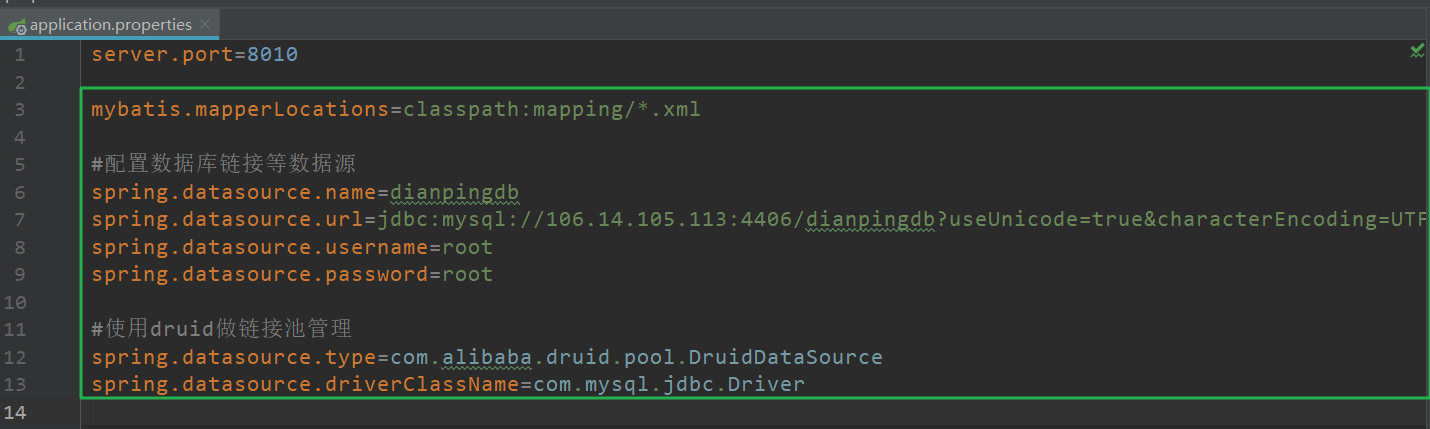 application.properties
1 server.port=8010
2
3 mybatis.mapperLocations=classpath:mapping/*.xml
4
5 #配置数据库链接等数据源
6 spring.datasource.name=dianpingdb
7 spring.datasource.url=jdbc:mysql://106.14.105.113:4406/dianpingdb?useUnicode=true&characterEncoding=UTF
8 spring.datasource.username=root
9 spring.datasource.password=root
10
11 #使用druid做链接池管理
12 spring.datasource.type=com.alibaba.druid.pool.DruidDataSource
13 spring.datasource.driverClassName=com.mysql.jdbc.Driver
14